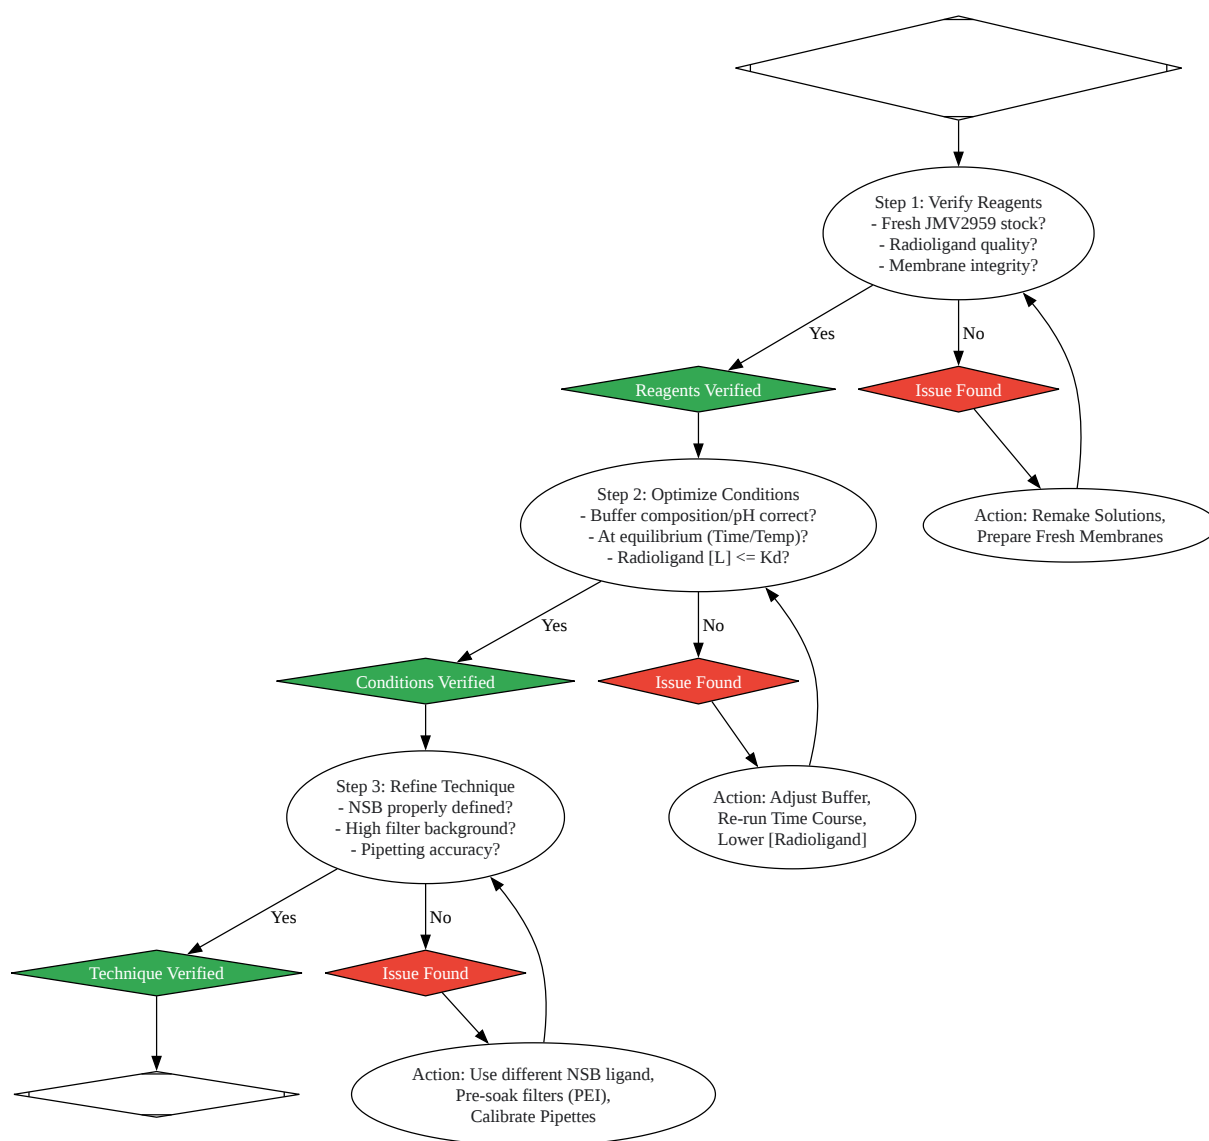 Step 1: Verify Reagents
- Fresh JMV2959 stock?
- Radioligand quality?
- Membrane integrity?
Yes
No
Reagents Verified
Issue Found
Step 2: Optimize Conditions
- Buffer composition/pH correct?
- At equilibrium (Time/Temp)?
- Radioligand [L] <= Kd?
Action: Remake Solutions,
Prepare Fresh Membranes
Yes
No
Conditions Verified
Issue Found
Step 3: Refine Technique
- NSB properly defined?
- High filter background?
- Pipetting accuracy?
Action: Adjust Buffer,
Re-run Time Course,
Lower [Radioligand]
Yes
No
Technique Verified
Issue Found
Action: Use different NSB ligand,
Pre-soak filters (PEI),
Calibrate Pipettes